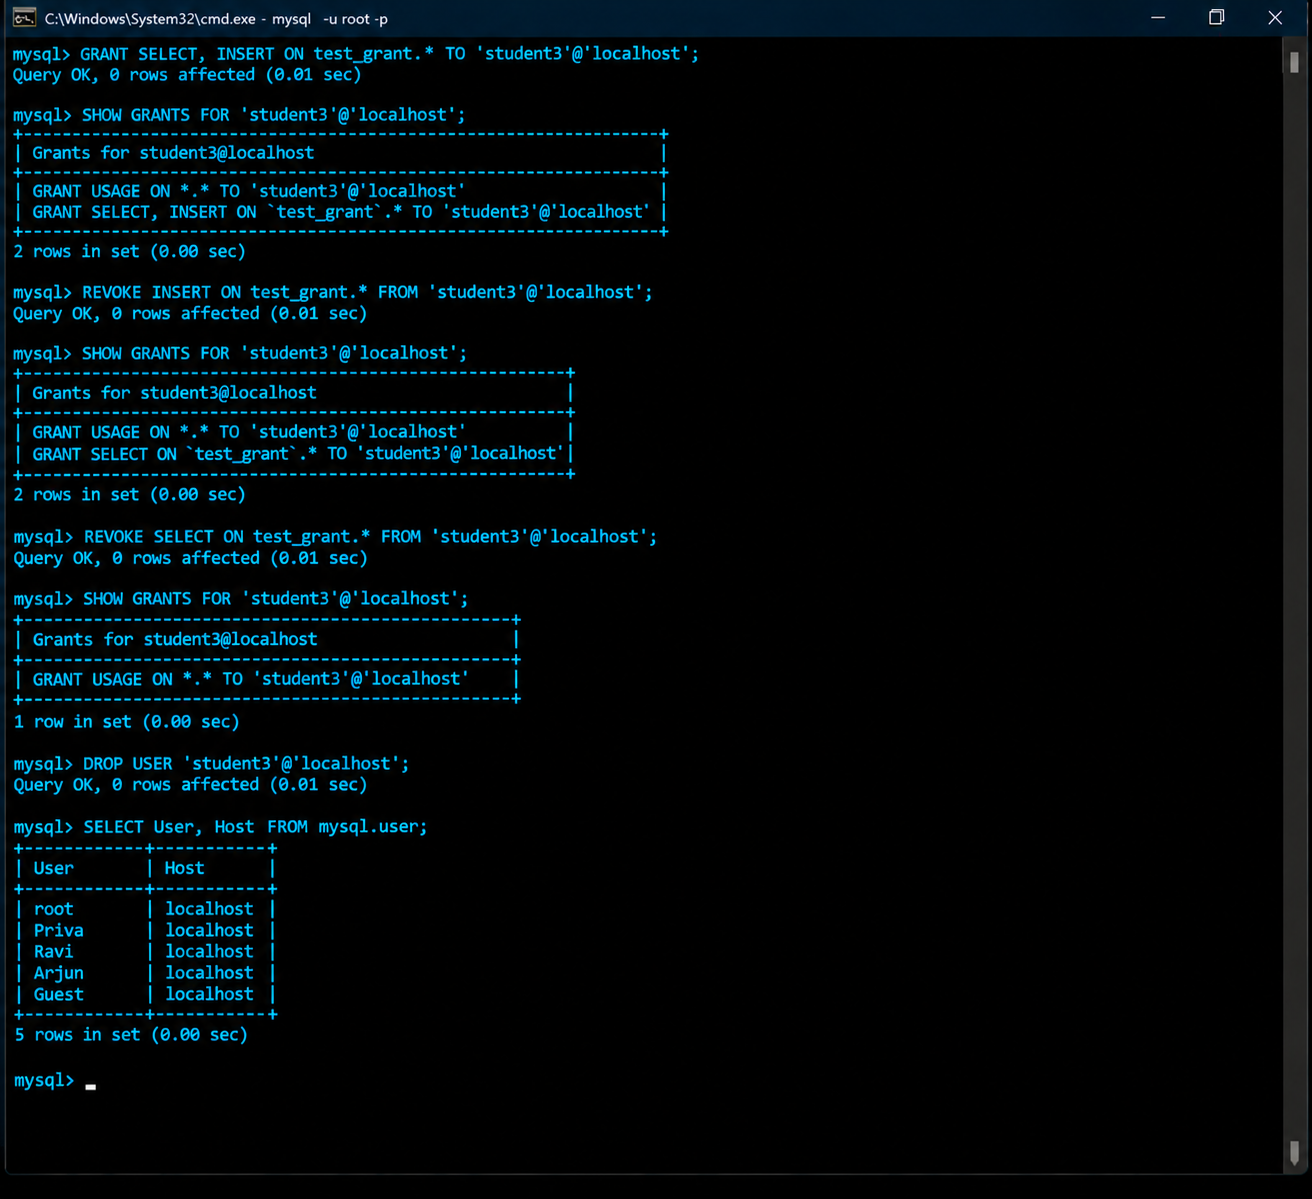 C:\Windows\System32\cmd.exe - mysql  -u root -p
mysql> GRANT SELECT, INSERT ON test_grant.* TO 'student3'@'localhost';
Query OK, 0 rows affected (0.01 sec)
mysql> SHOW GRANTS FOR 'student3'@'localhost';
+------------------------------------------------------------------+
| Grants for student3@localhost                                    |
+------------------------------------------------------------------+
| GRANT USAGE ON *.* TO 'student3'@'localhost'                     |
| GRANT SELECT, INSERT ON `test_grant`.* TO 'student3'@'localhost' |
+------------------------------------------------------------------+
2 rows in set (0.00 sec)
mysql> REVOKE INSERT ON test_grant.* FROM 'student3'@'localhost';
Query OK, 0 rows affected (0.01 sec)
mysql> SHOW GRANTS FOR 'student3'@'localhost';
+---------------------------------------------------------+
| Grants for student3@localhost                           |
+---------------------------------------------------------+
| GRANT USAGE ON *.* TO 'student3'@'localhost'            |
| GRANT SELECT ON `test_grant`.* TO 'student3'@'localhost'|
+---------------------------------------------------------+
2 rows in set (0.00 sec)
mysql> REVOKE SELECT ON test_grant.* FROM 'student3'@'localhost';
Query OK, 0 rows affected (0.01 sec)
mysql> SHOW GRANTS FOR 'student3'@'localhost';
+--------------------------------------------------+
| Grants for student3@localhost                    |
+--------------------------------------------------+
| GRANT USAGE ON *.* TO 'student3'@'localhost'     |
+--------------------------------------------------+
1 row in set (0.00 sec)
mysql> DROP USER 'student3'@'localhost';
Query OK, 0 rows affected (0.01 sec)
mysql> SELECT User, Host FROM mysql.user;
+------------+-----------+
| User       | Host      |
+------------+-----------+
| root       | localhost |
| Priva      | localhost |
| Ravi       | localhost |
| Arjun      | localhost |
| Guest      | localhost |
+------------+-----------+
5 rows in set (0.00 sec)
mysql> _